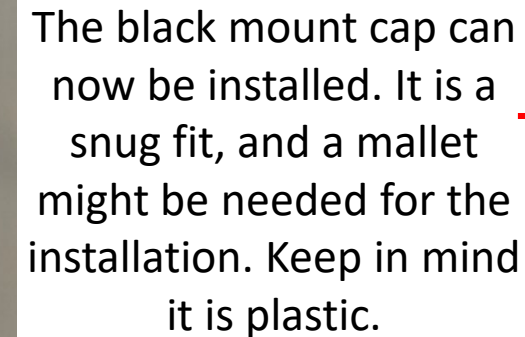 The black mount cap can
now be installed. It is a
snug fit, and a mallet
might be needed for the
installation. Keep in mind
it is plastic.